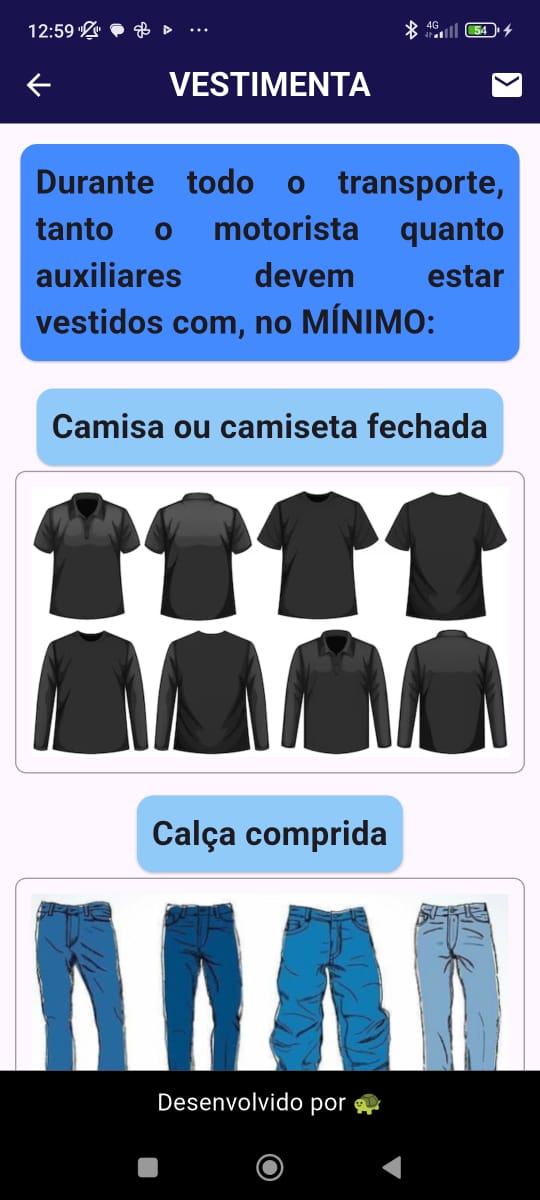 12:59
4G
54
VESTIMENTA
Durante todo o transporte,
tanto o motorista quanto
auxiliares devem estar
vestidos com, no MÍNIMO:
Camisa ou camiseta fechada
Calça comprida
Desenvolvido por